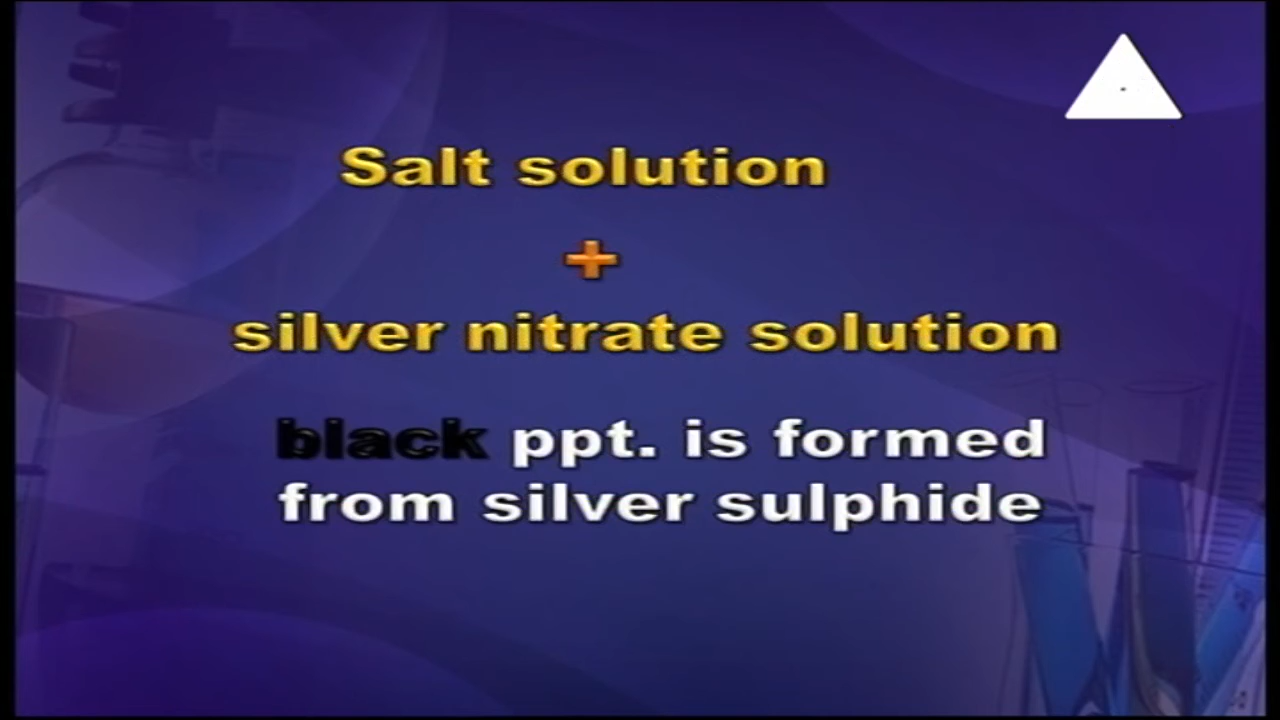 Salt solution
+
silver nitrate solution
black ppt. is formed
from silver sulphide